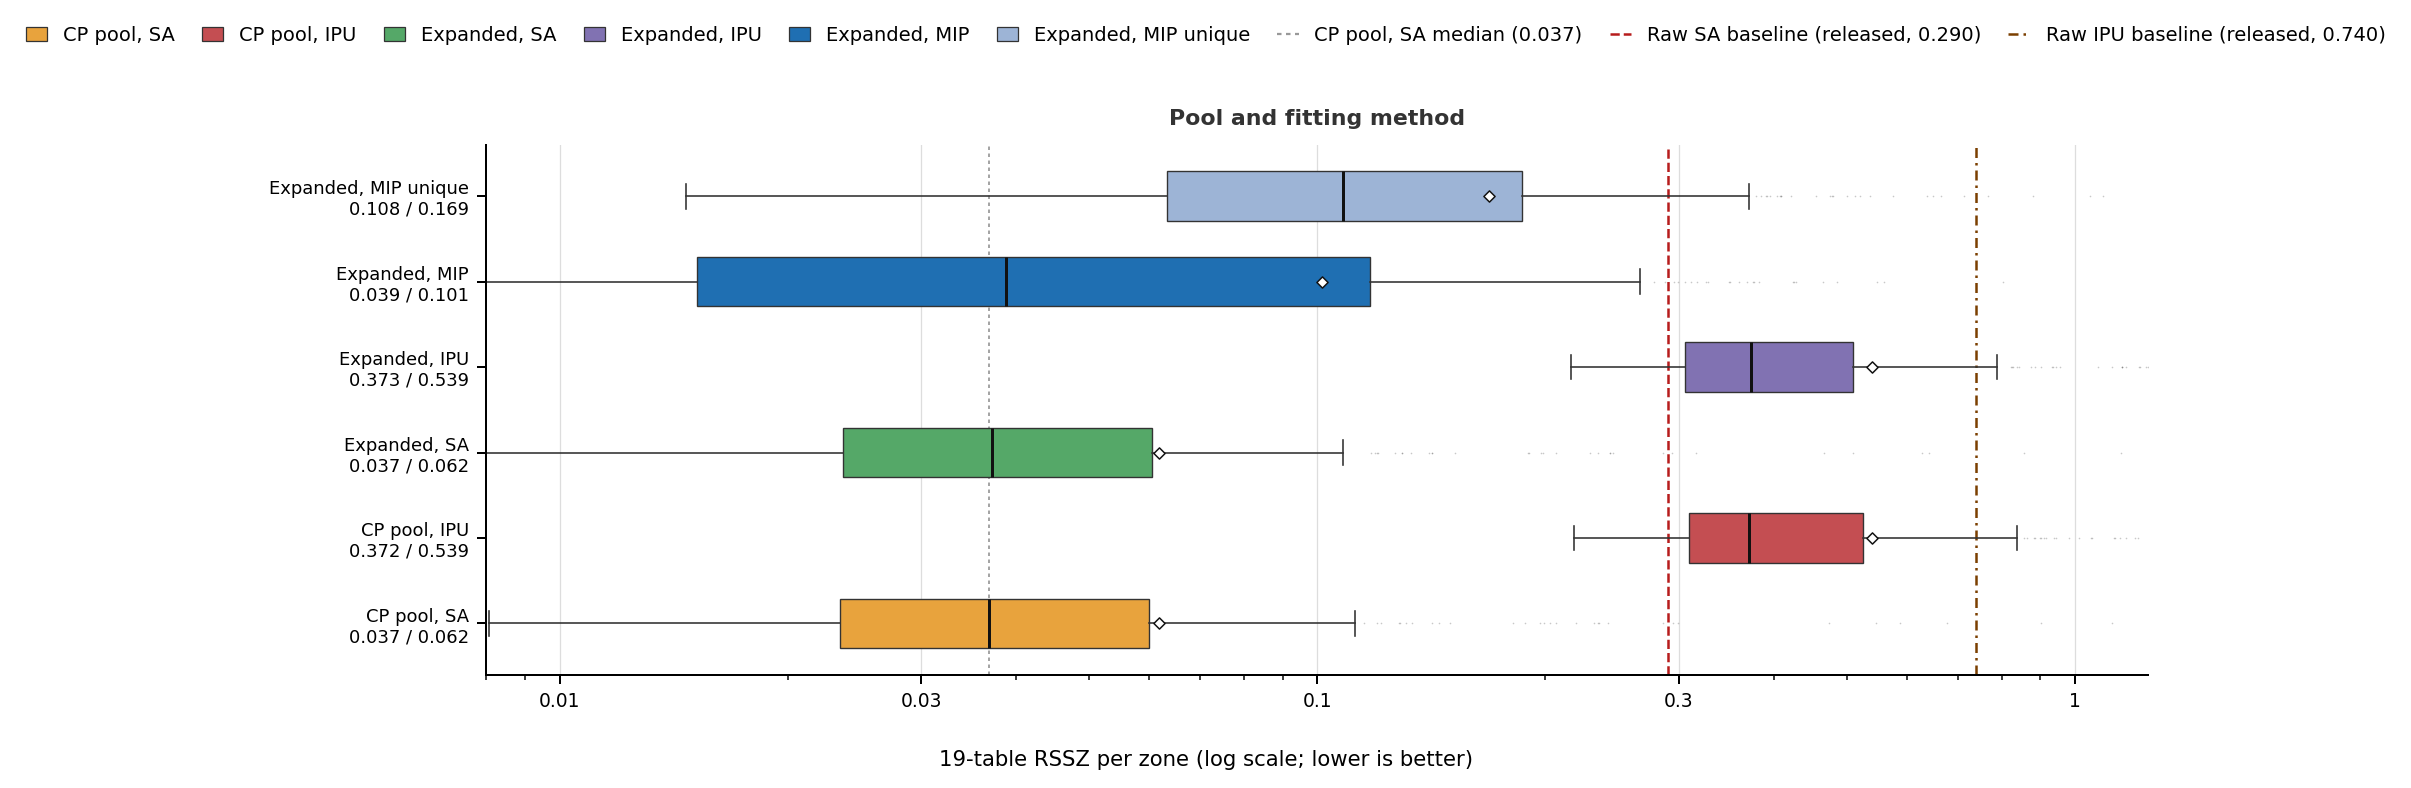 CP pool, SA  CP pool, IPU  Expanded, SA  Expanded, IPU  Expanded, MIP  Expanded, MIP unique  CP pool, SA median (0.037)  Raw SA baseline (released, 0.290)  Raw IPU baseline (released, 0.740)
Pool and fitting method
Expanded, MIP unique
0.108 / 0.169
Expanded, MIP
0.039 / 0.101
Expanded, IPU
0.373 / 0.539
Expanded, SA
0.037 / 0.062
CP pool, IPU
0.372 / 0.539
CP pool, SA
0.037 / 0.062
0.01  0.03  0.1  0.3  1
19-table RSSZ per zone (log scale; lower is better)